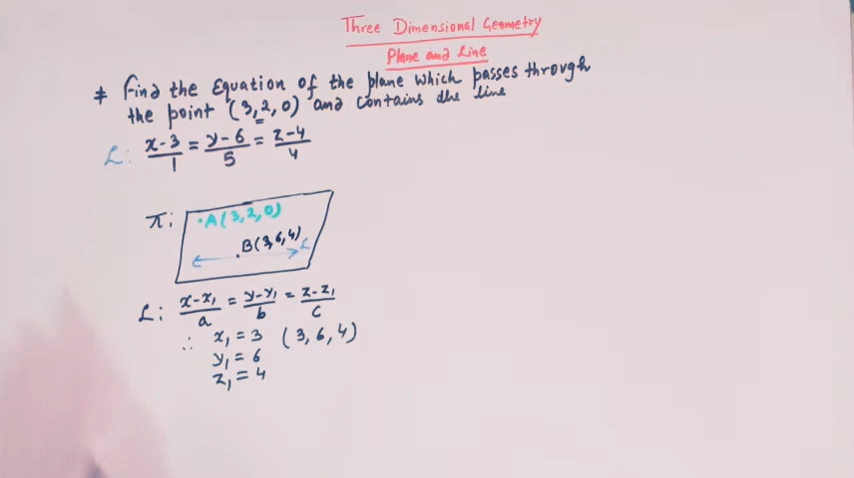 Three Dimensional Geometry
Plane and Line
* Find the Equation of the plane which passes through
the point (3,2,0) and contains the line
L: x-3/1 = y-6/5 = z-4/4
π:
A(3,2,0)
B(3,6,4)
L
L: x-x₁/a = y-y₁/b = z-z₁/c
∴ x₁ = 3 (3,6,4)
y₁ = 6
z₁ = 4